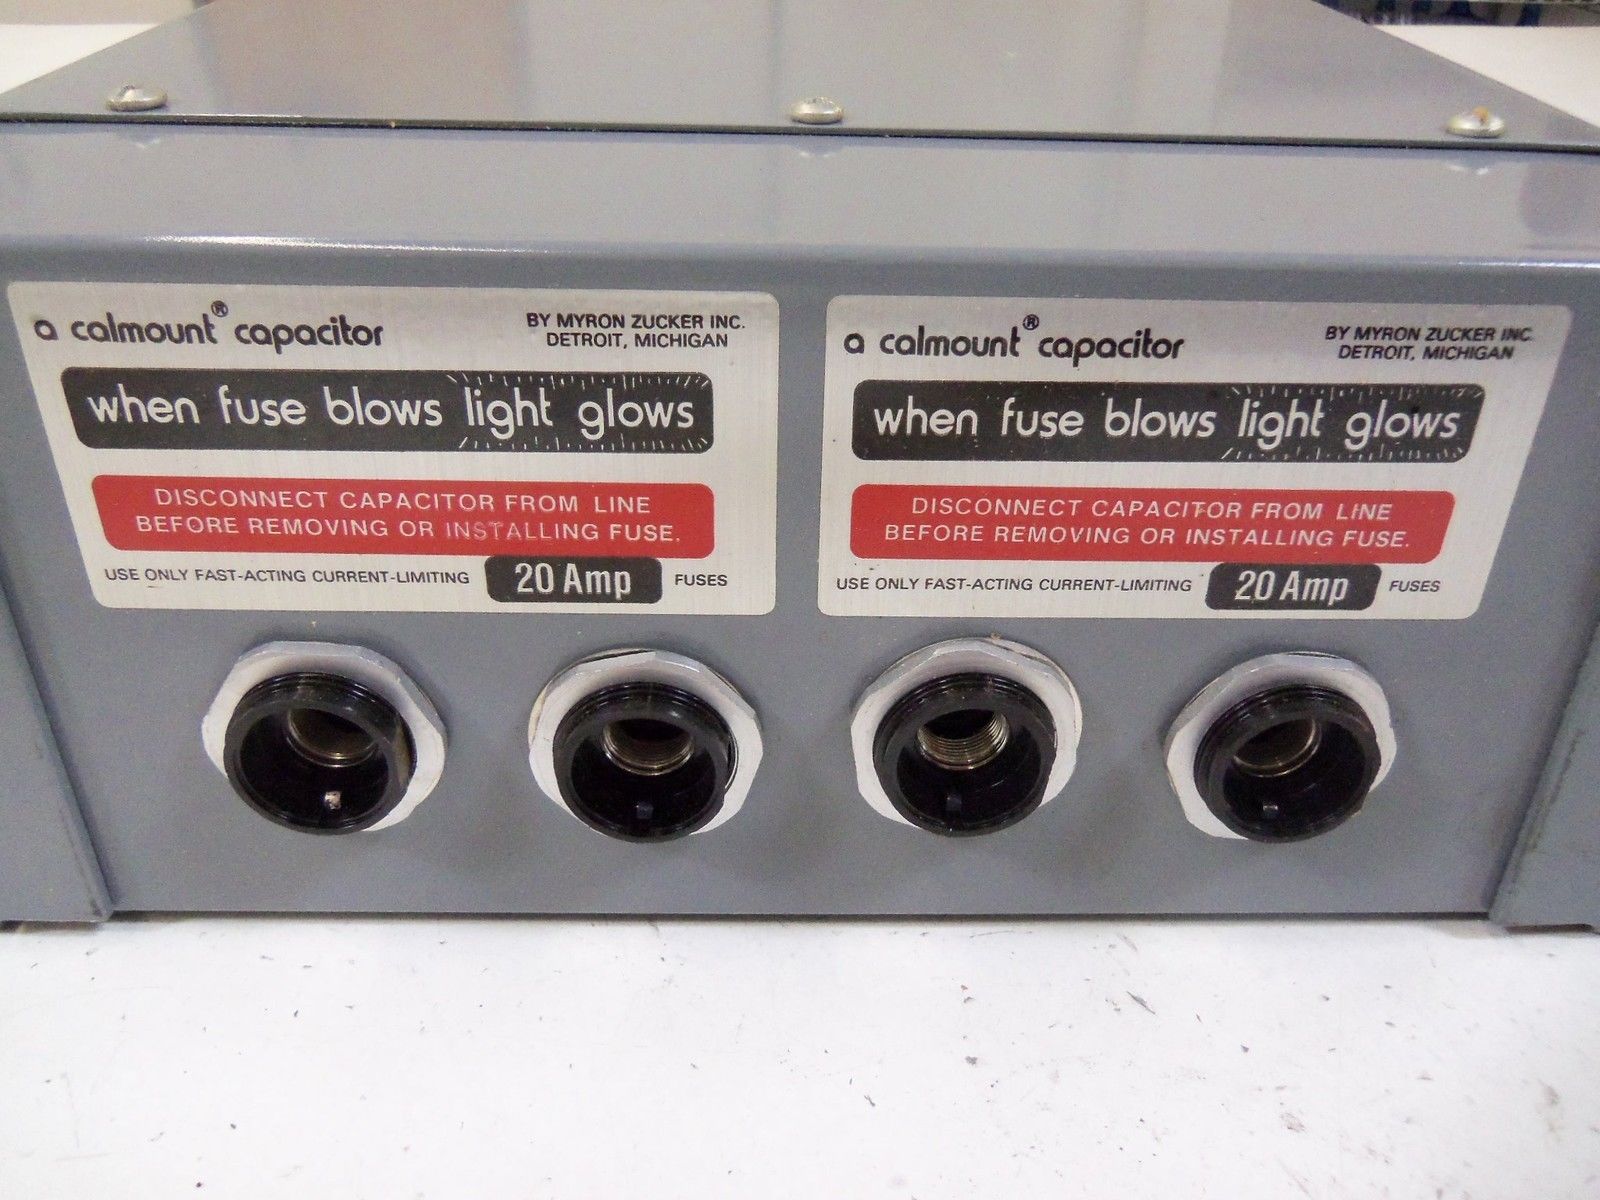 a calmount® capacitor
BY MYRON ZUCKER INC.
DETROIT, MICHIGAN
when fuse blows light glows
DISCONNECT CAPACITOR FROM LINE
BEFORE REMOVING OR INSTALLING FUSE.
USE ONLY FAST-ACTING CURRENT-LIMITING 20 Amp FUSES
a calmount® capacitor
BY MYRON ZUCKER INC.
DETROIT, MICHIGAN
when fuse blows light glows
DISCONNECT CAPACITOR FROM LINE
BEFORE REMOVING OR INSTALLING FUSE.
USE ONLY FAST-ACTING CURRENT-LIMITING 20 Amp FUSES